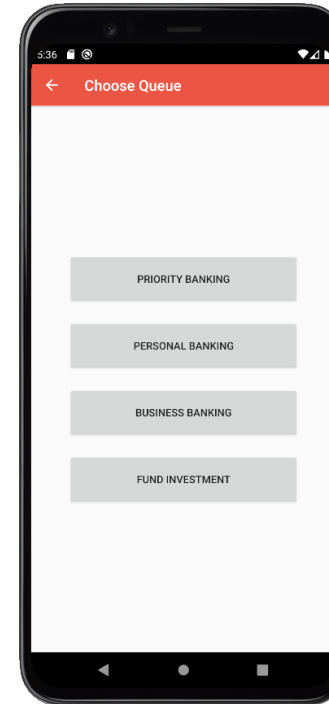 5:36
Choose Queue
PRIORITY BANKING
PERSONAL BANKING
BUSINESS BANKING
FUND INVESTMENT